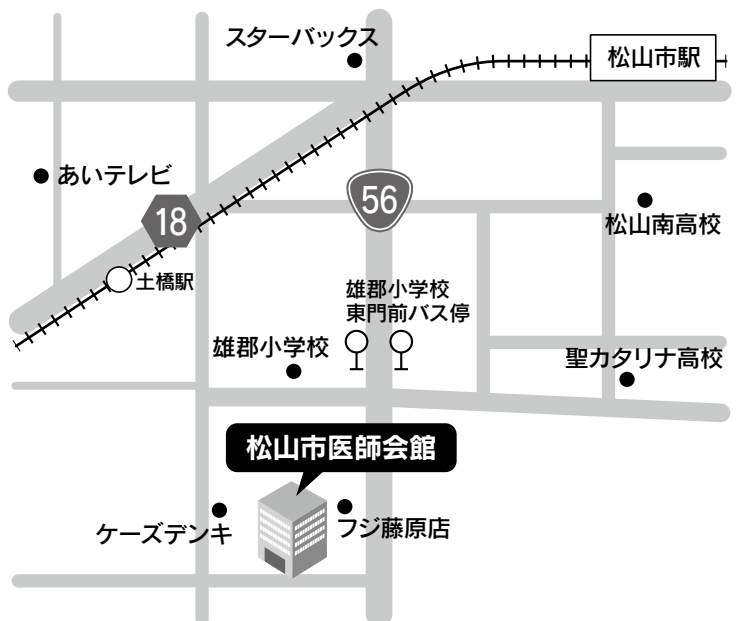 スターバックス
松山市駅
あいテレビ
18
56
松山南高校
土橋駅
雄郡小学校
東門前バス停
雄郡小学校
聖カタリナ高校
松山市医師会館
ケーズデンキ
フジ藤原店